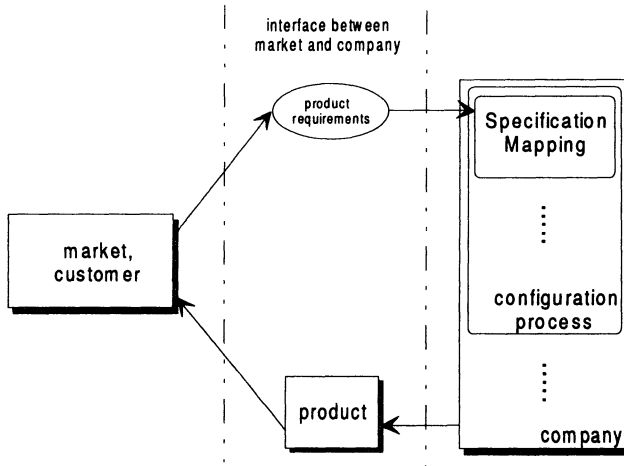 interface between
market and company
product
requirements
Specification
Mapping
market,
customer
configuration
process
product
company